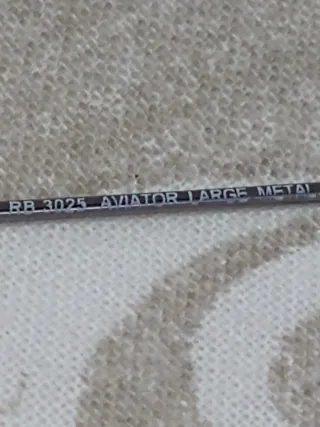 RB 3025 AVIATOR LARGE METAL